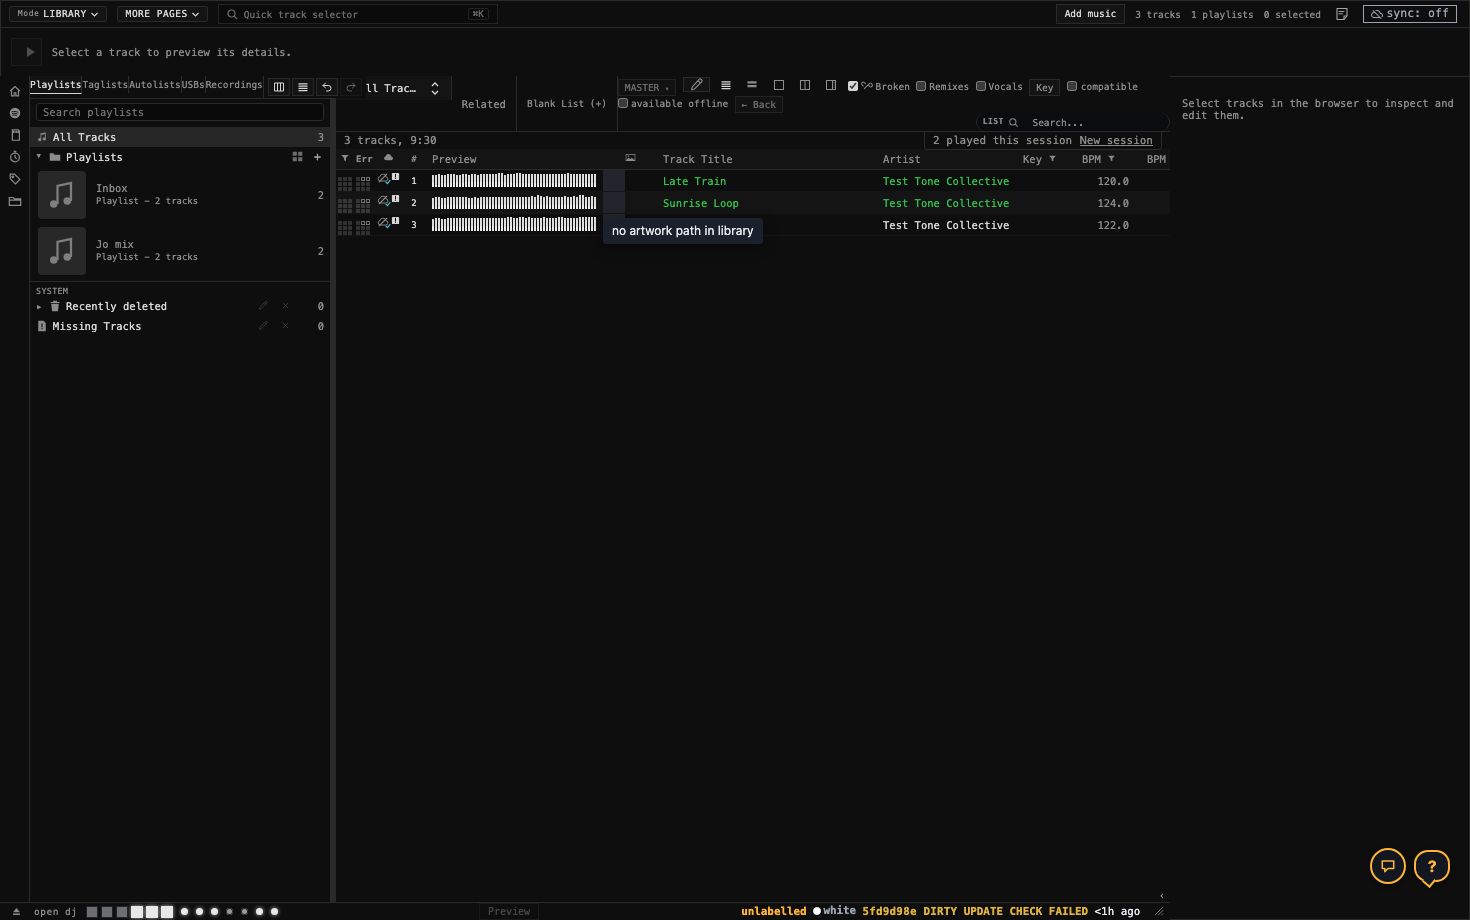 Mode LIBRARY MORE PAGES Quick track selector ⌘K Add music 3 tracks 1 playlists 0 selected sync: off
Select a track to preview its details.
Playlists Taglists Autolists USBs Recordings ll Trac… Related Blank List (+) MASTER Broken Remixes Vocals Key compatible
available offline ← Back
LIST Search...
Select tracks in the browser to inspect and
edit them.
Search playlists
All Tracks 3
Playlists +
Inbox
Playlist — 2 tracks 2
Jo mix
Playlist — 2 tracks 2
SYSTEM
Recently deleted 0
Missing Tracks 0
3 tracks, 9:30 2 played this session New session
Err # Preview Track Title Artist Key BPM BPM
1 Late Train Test Tone Collective 120.0
2 Sunrise Loop Test Tone Collective 124.0
3 Test Tone Collective 122.0
no artwork path in library
?
open dj Preview unlabelled white 5fd9d98e DIRTY UPDATE CHECK FAILED <1h ago